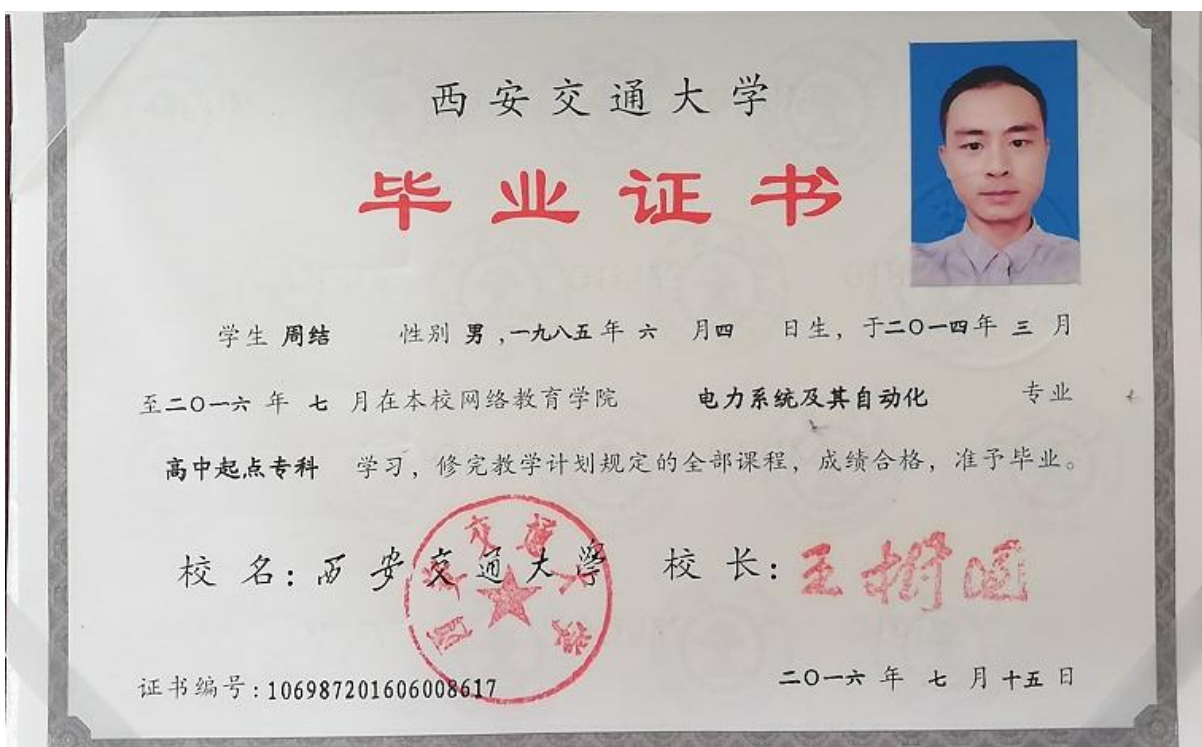 西安交通大学
毕业证书
学生 周结 性别 男 ,一九八五年 六 月四 日生, 于二〇一四年 三 月
至二〇一六 年 七 月在本校网络教育学院 电力系统及其自动化 专业
高中起点专科 学习, 修完教学计划规定的全部课程, 成绩合格, 准予毕业。
校 名: 西安交通大学 校 长: 王树国
西安交通大学
证书编号:106987201606008617
二〇一六 年 七 月 十五 日